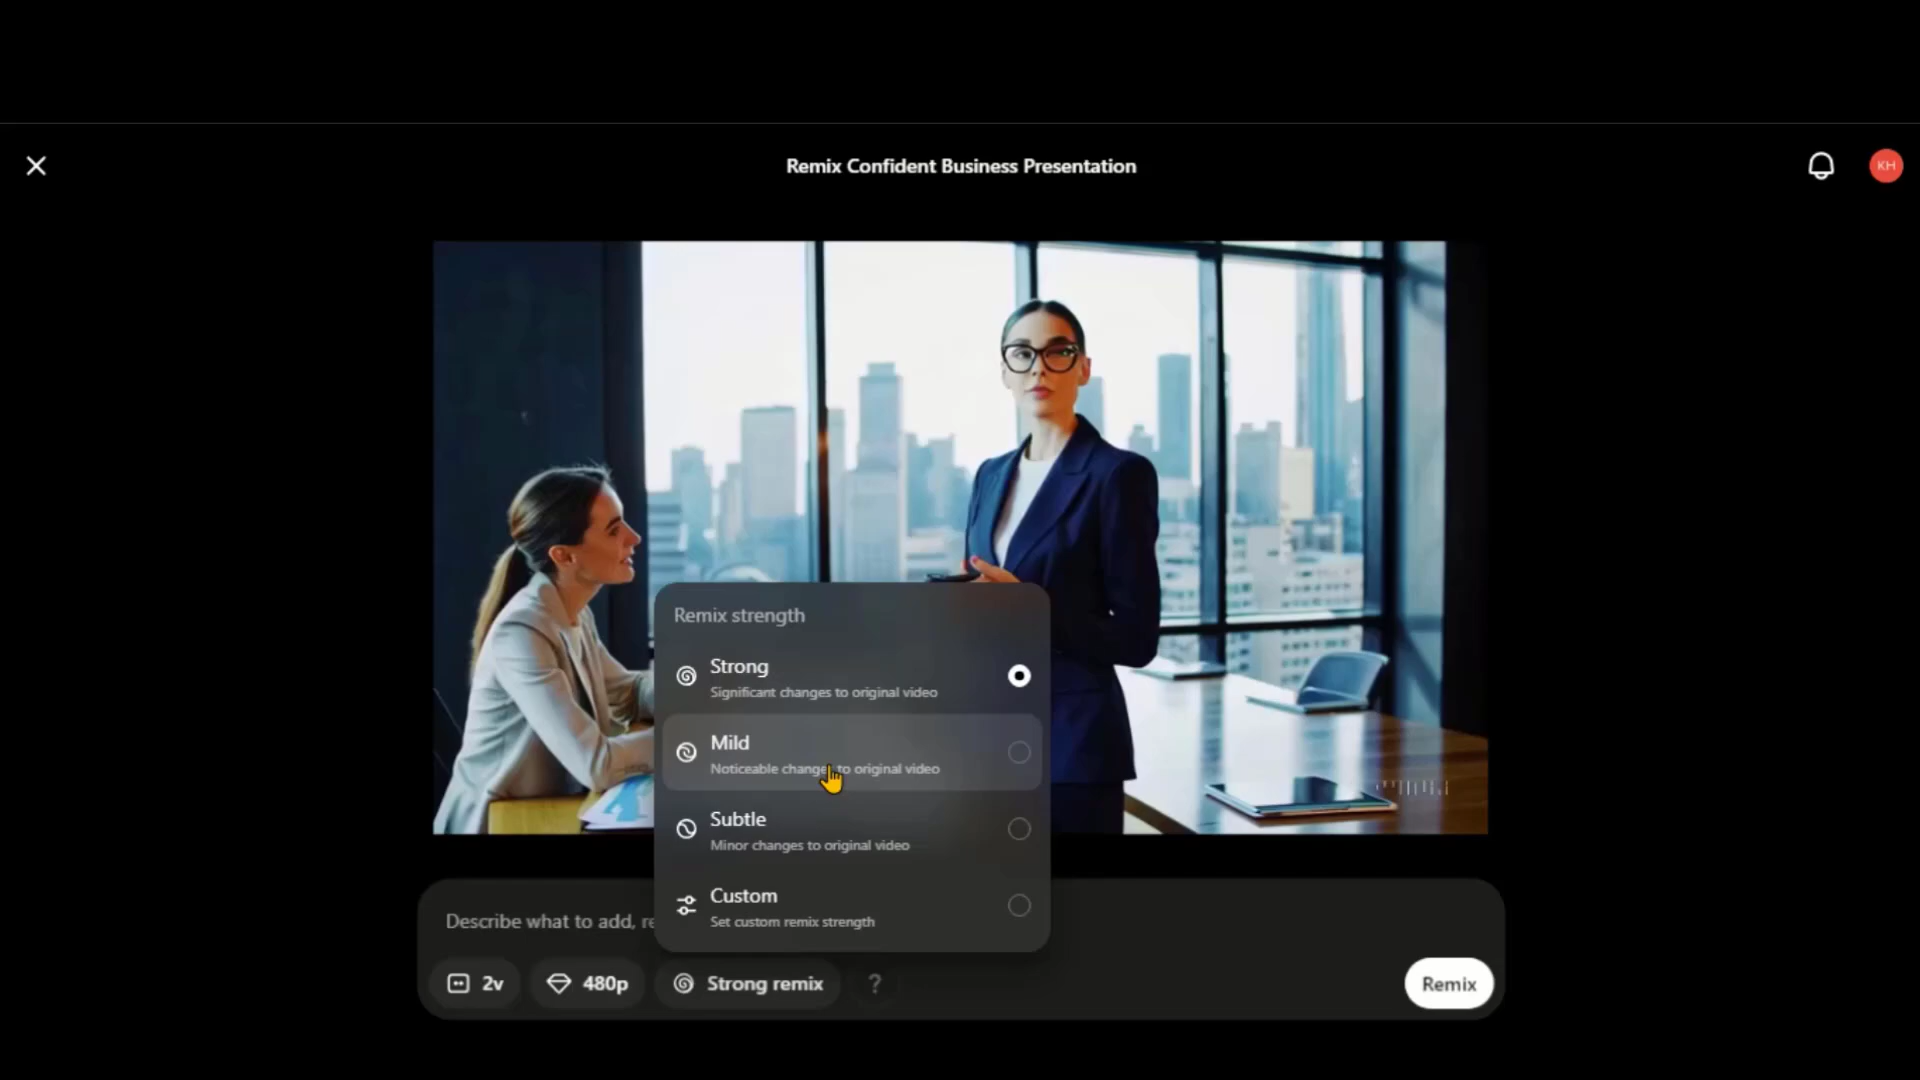 Remix Confident Business Presentation
KH
Remix strength
Strong
Significant changes to original video
Mild
Noticeable changes to original video
Subtle
Minor changes to original video
Custom
Set custom remix strength
Describe what to add,
2v
480p
Strong remix
?
Remix